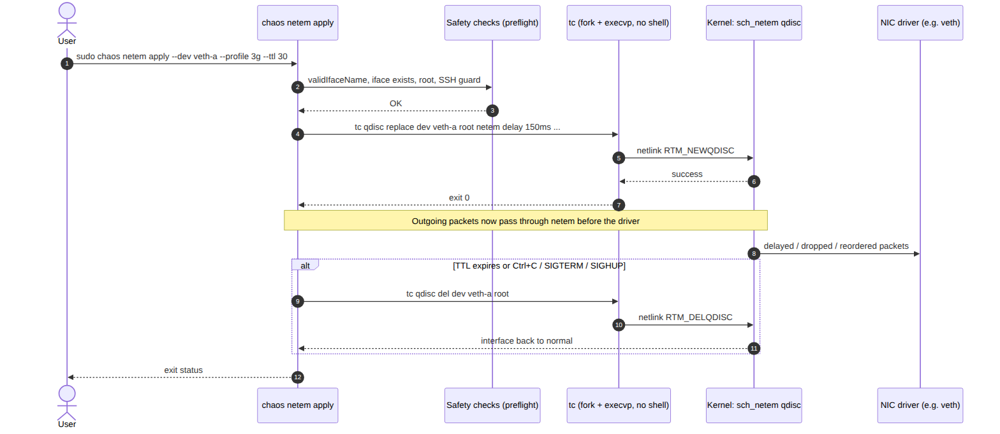 User
chaos netem apply
Safety checks (preflight)
tc (fork + execvp, no shell)
Kernel: sch_netem qdisc
NIC driver (e.g. veth)
1
sudo chaos netem apply --dev veth-a --profile 3g --ttl 30
2
validIfaceName, iface exists, root, SSH guard
OK
3
4
tc qdisc replace dev veth-a root netem delay 150ms ...
5
netlink RTM_NEWQDISC
success
6
exit 0
7
Outgoing packets now pass through netem before the driver
8
delayed / dropped / reordered packets
alt
[TTL expires or Ctrl+C / SIGTERM / SIGHUP]
9
tc qdisc del dev veth-a root
10
netlink RTM_DELQDISC
interface back to normal
11
exit status
12
User
chaos netem apply
Safety checks (preflight)
tc (fork + execvp, no shell)
Kernel: sch_netem qdisc
NIC driver (e.g. veth)